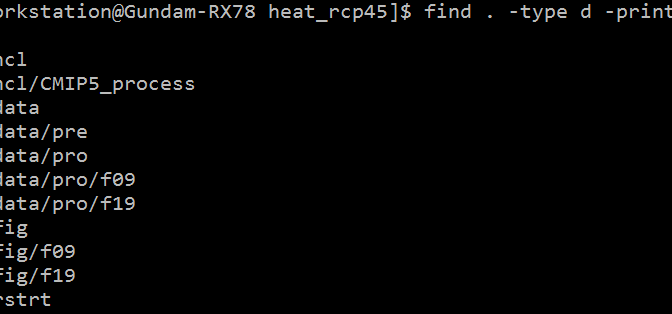 orkstation@Gundam-RX78 heat_rcp45]$ find . -type d -print
ncl
ncl/CMIP5_process
data
data/pre
data/pro
data/pro/f09
data/pro/f19
fig
fig/f09
fig/f19
rstrt